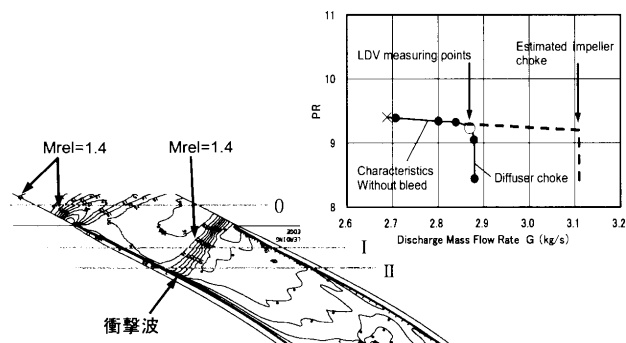 11
10
9
8
PR
LDV measuring points
Estimated impeller
choke
Characteristics
Without bleed
Diffuser choke
2.6 2.7 2.8 2.9 3 3.1 3.2
Discharge Mass Flow Rate G (kg/s)
Mrel=1.4
Mrel=1.4
0
LEADING
EDGE
I
II
衝撃波